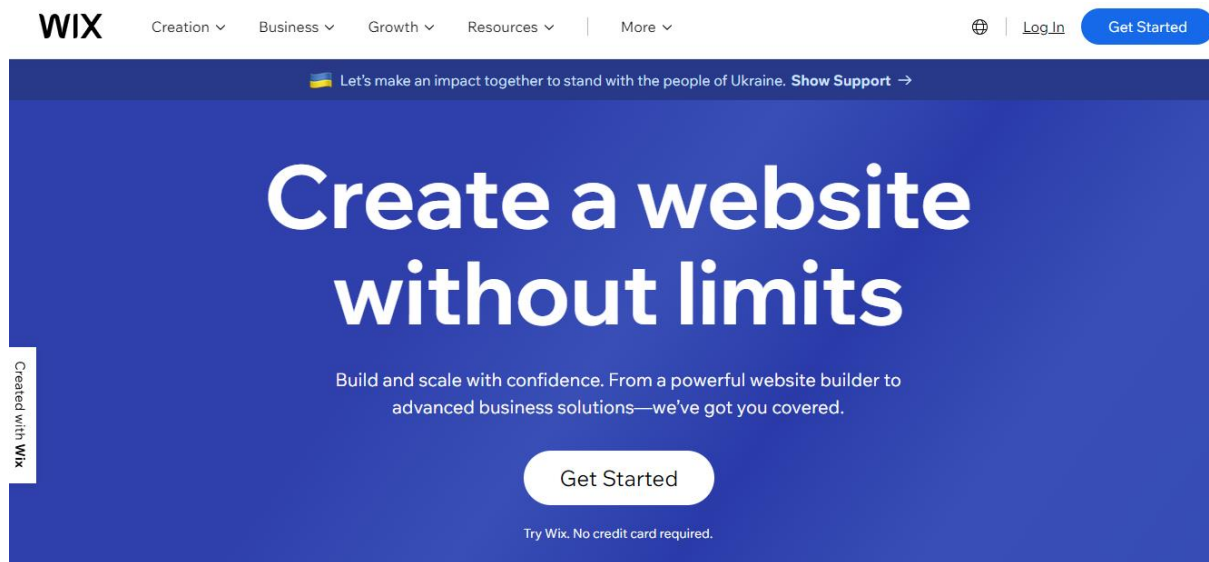 WIX Creation Business Growth Resources More Log In Get Started
Let's make an impact together to stand with the people of Ukraine. Show Support →
Create a website
without limits
Build and scale with confidence. From a powerful website builder to
advanced business solutions—we've got you covered.
Created with Wix
Get Started
Try Wix. No credit card required.